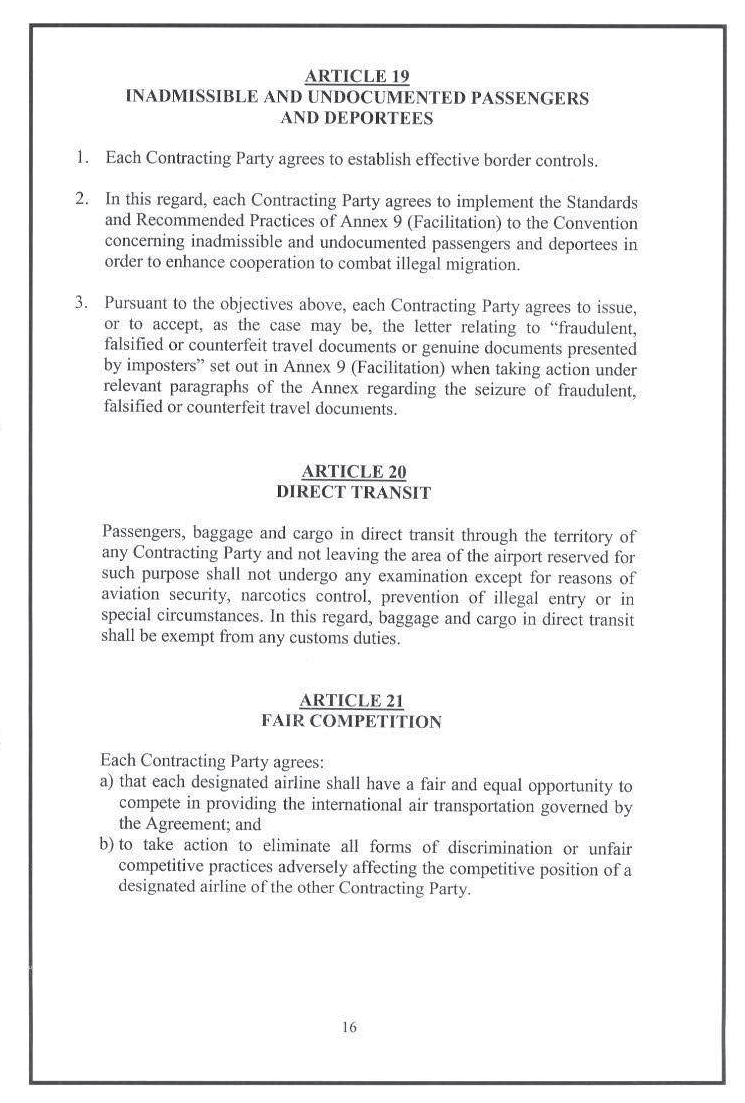 ARTICLE 19
INADMISSIBLE AND UNDOCUMENTED PASSENGERS
AND DEPORTEES
1. Each Contracting Party agrees to establish effective border controls.
2. In this regard, each Contracting Party agrees to implement the Standards
and Recommended Practices of Annex 9 (Facilitation) to the Convention
concerning inadmissible and undocumented passengers and deportees in
order to enhance cooperation to combat illegal migration.
3. Pursuant to the objectives above, each Contracting Party agrees to issue,
or to accept, as the case may be, the letter relating to “fraudulent,
falsified or counterfeit travel documents or genuine documents presented
by imposters” set out in Annex 9 (Facilitation) when taking action under
relevant paragraphs of the Annex regarding the seizure of fraudulent,
falsified or counterfeit travel documents.
ARTICLE 20
DIRECT TRANSIT
Passengers, baggage and cargo in direct transit through the territory of
any Contracting Party and not leaving the area of the airport reserved for
such purpose shall not undergo any examination except for reasons of
aviation security, narcotics control, prevention of illegal entry or in
special circumstances. In this regard, baggage and cargo in direct transit
shall be exempt from any customs duties.
ARTICLE 21
FAIR COMPETITION
Each Contracting Party agrees:
a) that each designated airline shall have a fair and equal opportunity to
compete in providing the international air transportation governed by
the Agreement; and
b) to take action to eliminate all forms of discrimination or unfair
competitive practices adversely affecting the competitive position of a
designated airline of the other Contracting Party.
16